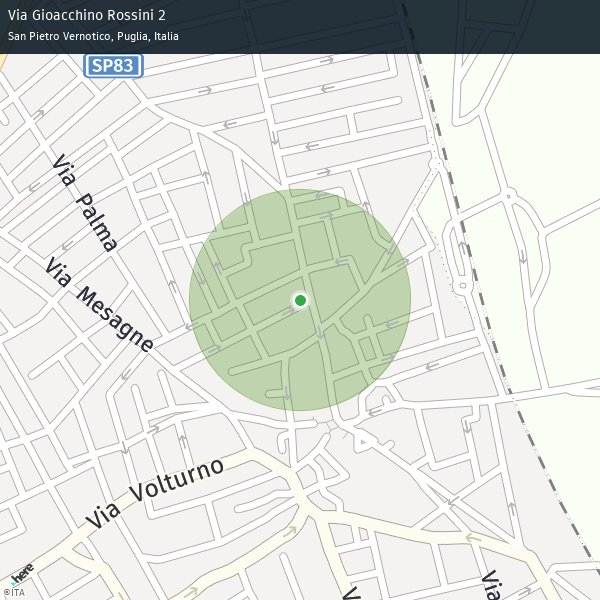 Via Gioacchino Rossini 2
San Pietro Vernotico, Puglia, Italia
SP83
Via Palma
Via Mesagne
Via Volturno
V
Via
here
©ITA